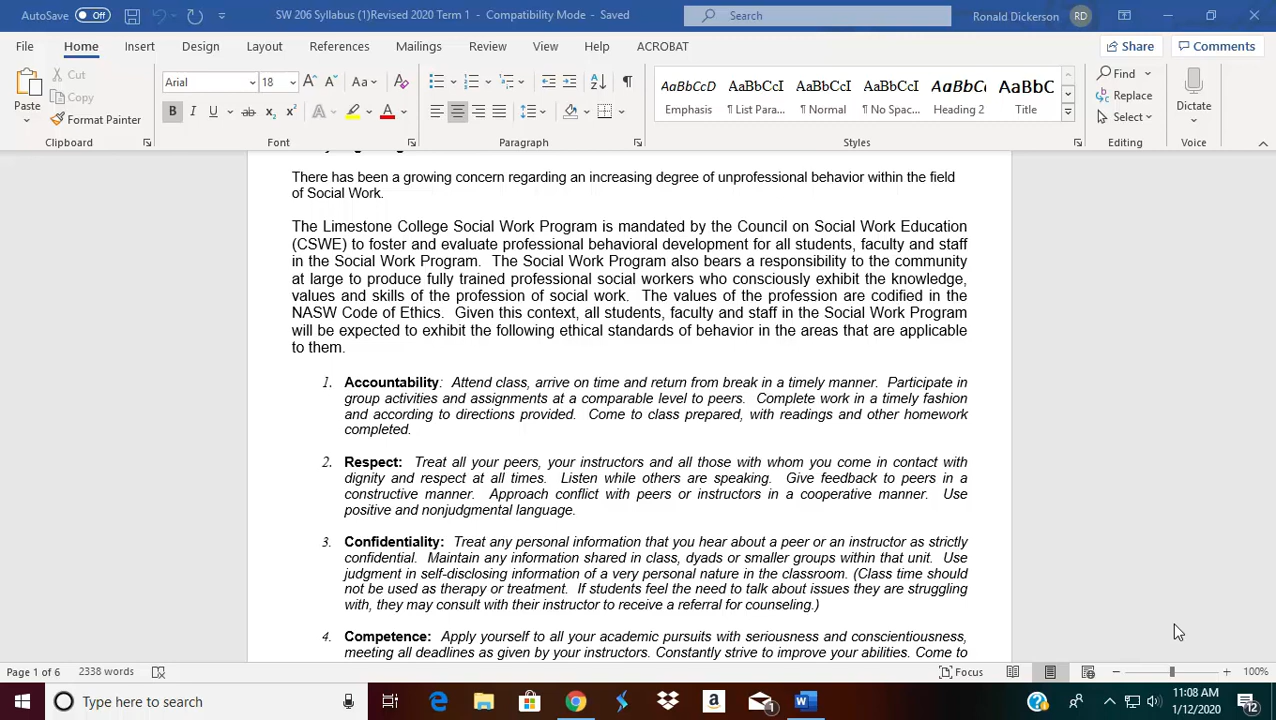 AutoSave Off SW 206 Syllabus (1)Revised 2020 Term 1 - Compatibility Mode - Saved Search Ronald Dickerson RD
File Home Insert Design Layout References Mailings Review View Help ACROBAT Share Comments
Paste Cut Copy Format Painter
Arial 18 Aa A
B I U ab x₂ x² A A
AaBbCcD AaBbCcI AaBbCcI AaBbCcI AaBbCc AaBbCc
Emphasis ¶ List Para... ¶ Normal ¶ No Spac... Heading 2 Title
Find Replace Select Dictate
Clipboard Font Paragraph Styles Editing Voice
There has been a growing concern regarding an increasing degree of unprofessional behavior within the field
of Social Work.
The Limestone College Social Work Program is mandated by the Council on Social Work Education
(CSWE) to foster and evaluate professional behavioral development for all students, faculty and staff
in the Social Work Program. The Social Work Program also bears a responsibility to the community
at large to produce fully trained professional social workers who consciously exhibit the knowledge,
values and skills of the profession of social work. The values of the profession are codified in the
NASW Code of Ethics. Given this context, all students, faculty and staff in the Social Work Program
will be expected to exhibit the following ethical standards of behavior in the areas that are applicable
to them.
1. Accountability: Attend class, arrive on time and return from break in a timely manner. Participate in
group activities and assignments at a comparable level to peers. Complete work in a timely fashion
and according to directions provided. Come to class prepared, with readings and other homework
completed.
2. Respect: Treat all your peers, your instructors and all those with whom you come in contact with
dignity and respect at all times. Listen while others are speaking. Give feedback to peers in a
constructive manner. Approach conflict with peers or instructors in a cooperative manner. Use
positive and nonjudgmental language.
3. Confidentiality: Treat any personal information that you hear about a peer or an instructor as strictly
confidential. Maintain any information shared in class, dyads or smaller groups within that unit. Use
judgment in self-disclosing information of a very personal nature in the classroom. (Class time should
not be used as therapy or treatment. If students feel the need to talk about issues they are struggling
with, they may consult with their instructor to receive a referral for counseling.)
4. Competence: Apply yourself to all your academic pursuits with seriousness and conscientiousness,
meeting all deadlines as given by your instructors. Constantly strive to improve your abilities. Come to
Page 1 of 6 2338 words Focus 100%
Type here to search 1 11:08 AM
1/12/2020 12